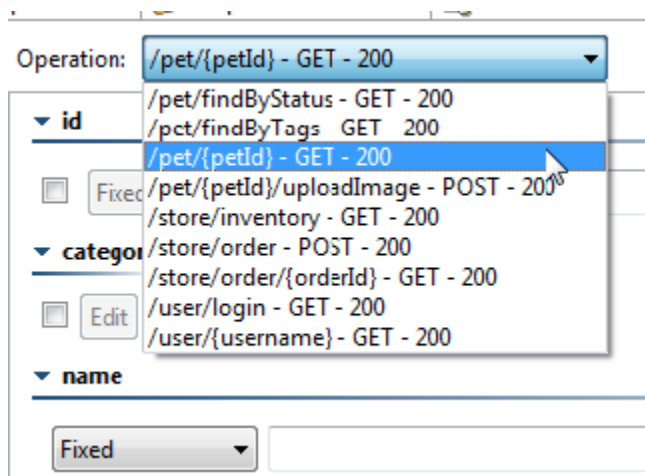 Operation: /pet/{petId} - GET - 200
/pet/findByStatus - GET - 200
id
/pet/findByTags - GET - 200
/pet/{petId} - GET - 200
Fixed
/pet/{petId}/uploadImage - POST - 200
/store/inventory - GET - 200
/store/order - POST - 200
/store/order/{orderId} - GET - 200
Edit
/user/login - GET - 200
/user/{username} - GET - 200
name
Fixed